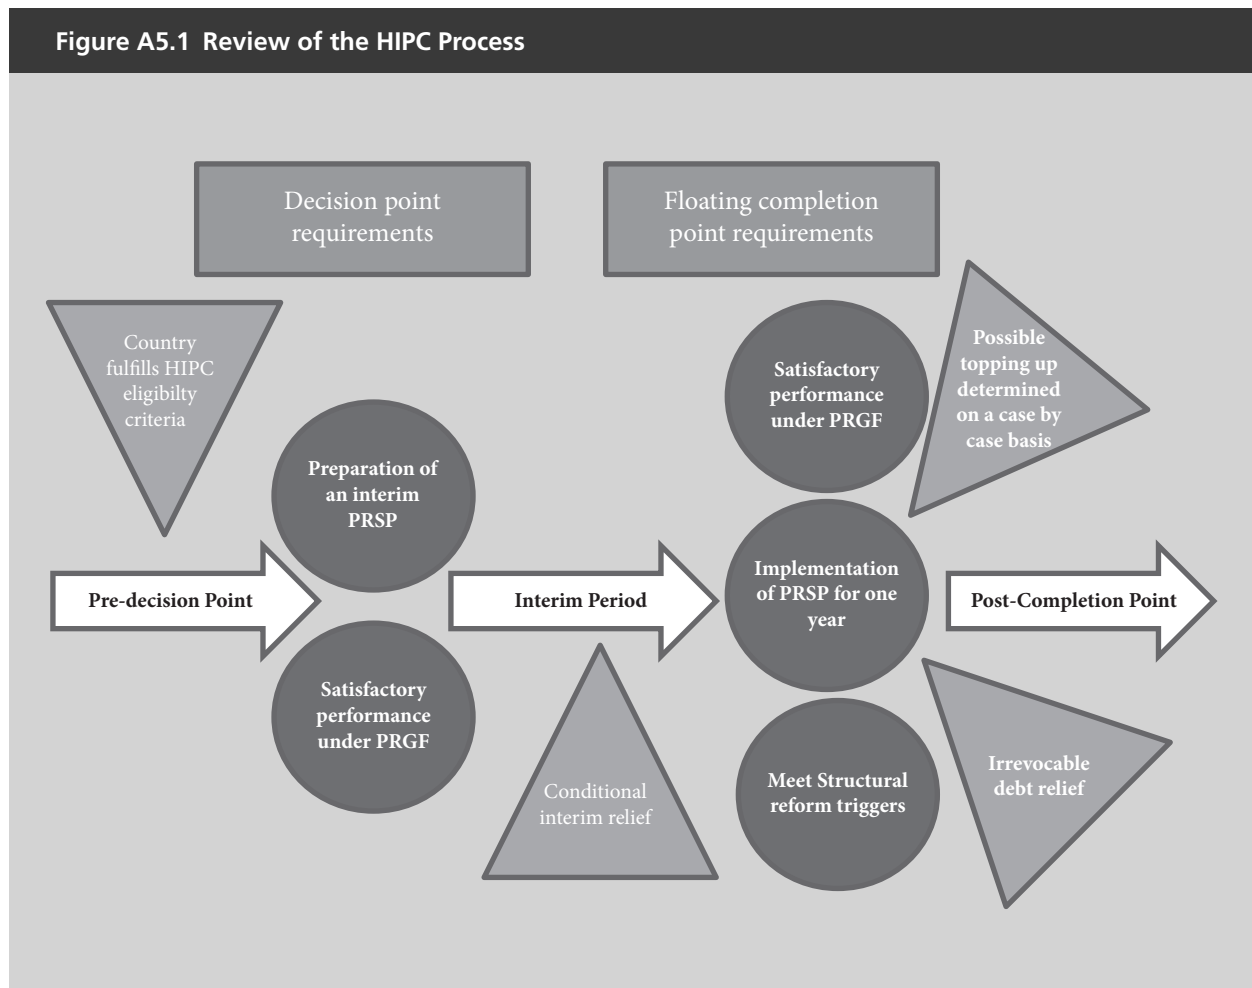 Figure A5.1 Review of the HIPC Process
Decision point
requirements
Floating completion
point requirements
Country
fulfills HIPC
eligibilty
criteria
Preparation of
an interim
PRSP
Satisfactory
performance
under PRGF
Possible
topping up
determined
on a case by
case basis
Pre-decision Point
Interim Period
Implementation
of PRSP for one
year
Post-Completion Point
Satisfactory
performance
under PRGF
Conditional
interim relief
Meet Structural
reform triggers
Irrevocable
debt relief